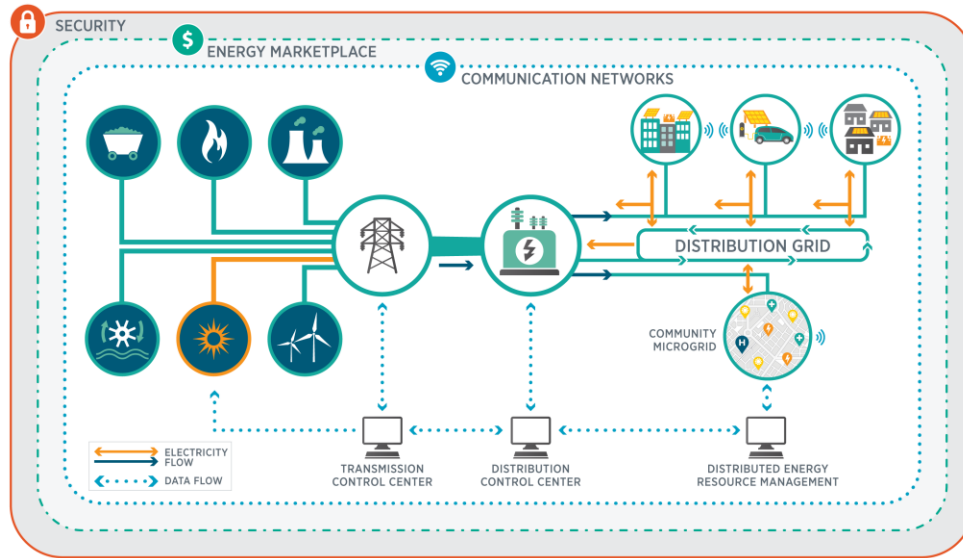 SECURITY
$
ENERGY MARKETPLACE
COMMUNICATION NETWORKS
DISTRIBUTION GRID
COMMUNITY
MICROGRID
H
ELECTRICITY
FLOW
DATA FLOW
TRANSMISSION
CONTROL CENTER
DISTRIBUTION
CONTROL CENTER
DISTRIBUTED ENERGY
RESOURCE MANAGEMENT